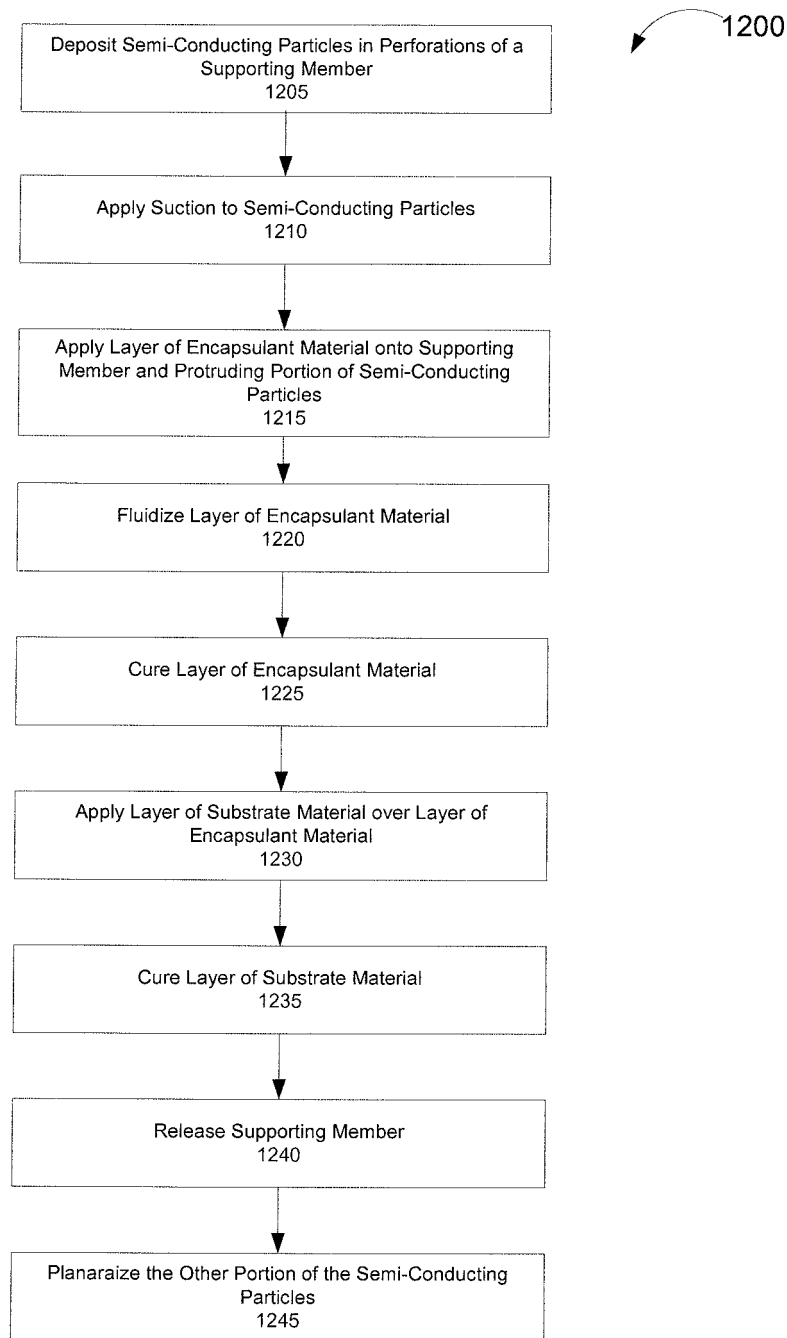 1200
Deposit Semi-Conducting Particles in Perforations of a
Supporting Member
1205
Apply Suction to Semi-Conducting Particles
1210
Apply Layer of Encapsulant Material onto Supporting
Member and Protruding Portion of Semi-Conducting
Particles
1215
Fluidize Layer of Encapsulant Material
1220
Cure Layer of Encapsulant Material
1225
Apply Layer of Substrate Material over Layer of
Encapsulant Material
1230
Cure Layer of Substrate Material
1235
Release Supporting Member
1240
Planaraize the Other Portion of the Semi-Conducting
Particles
1245